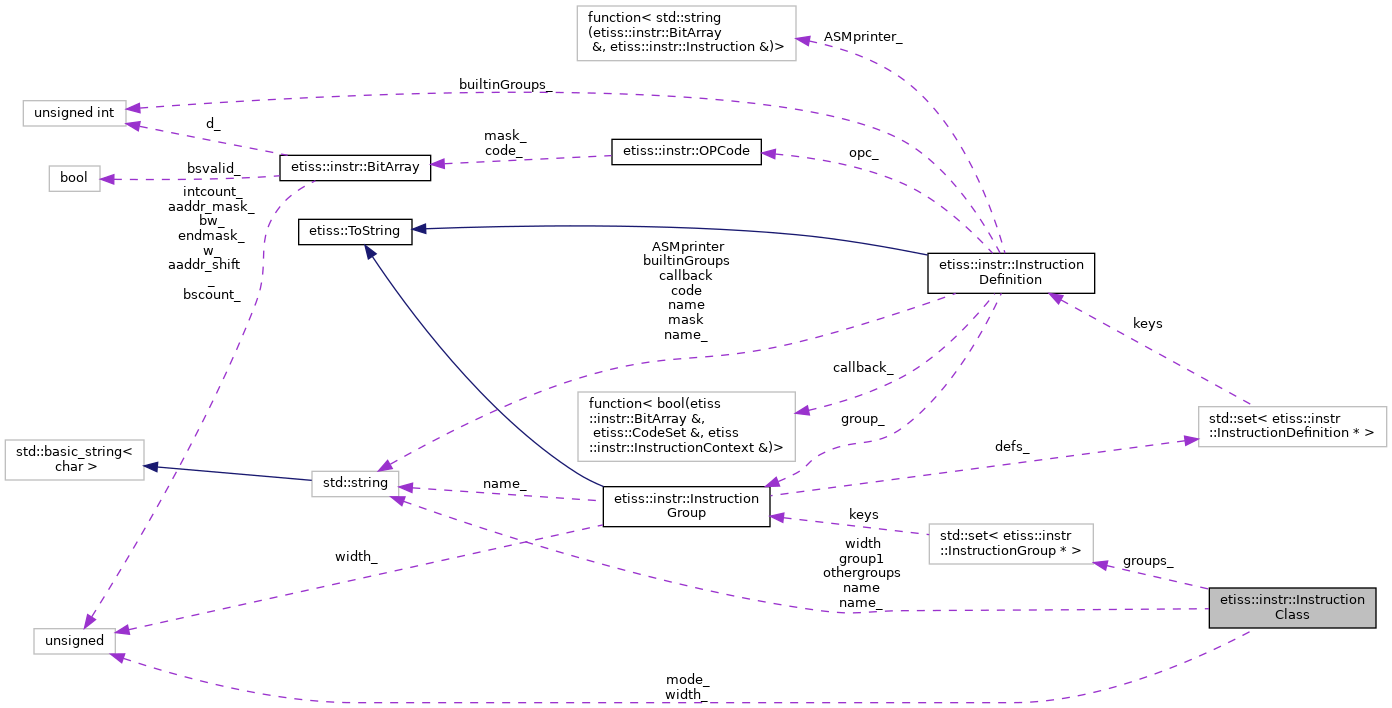 function< std::string
(etiss::instr::BitArray
 &, etiss::instr::Instruction &)>
ASMprinter_
builtinGroups_
unsigned int
d_
mask_
code_
etiss::instr::OPCode
opc_
etiss::instr::BitArray
bsvalid_
bool
intcount_
aaddr_mask_
bw_
endmask_
w_
aaddr_shift
_
bscount_
etiss::ToString
etiss::instr::Instruction
Definition
ASMprinter
builtinGroups
callback
code
name
mask
name_
keys
callback_
function< bool(etiss
::instr::BitArray &,
 etiss::CodeSet &, etiss
::instr::InstructionContext &)>
group_
std::set< etiss::instr
::InstructionDefinition * >
defs_
std::basic_string<
char >
std::string
name_
etiss::instr::Instruction
Group
keys
std::set< etiss::instr
::InstructionGroup * >
groups_
width_
width
group1
othergroups
name
name_
etiss::instr::Instruction
Class
unsigned
mode_
width_